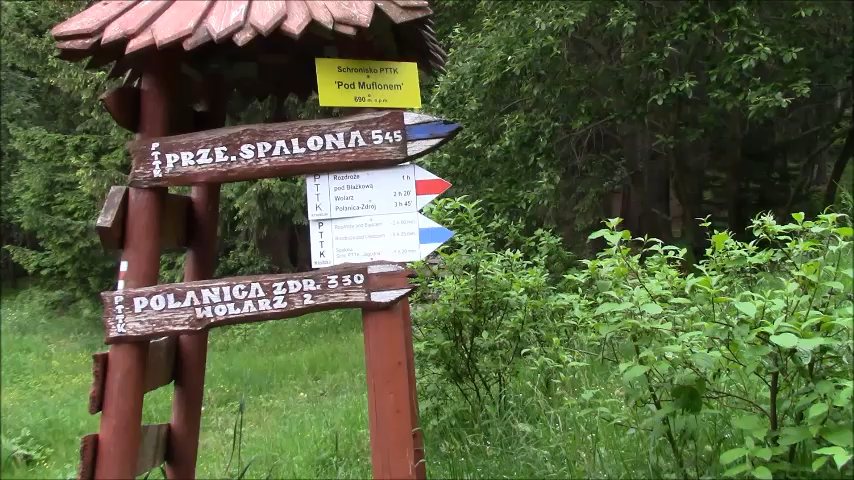 Schronisko PTTK
"Pod Muflonem"
690 m n.p.m.
PTTK PRZE. SPALONA 545
PTTK
Rozdroże 1 h
pod Błażkową
Wolarz 2 h 20'
Polanica-Zdrój 3 h 45'
PTTK
PTTK POLANICA ZDR. 330
WOLARZ 2